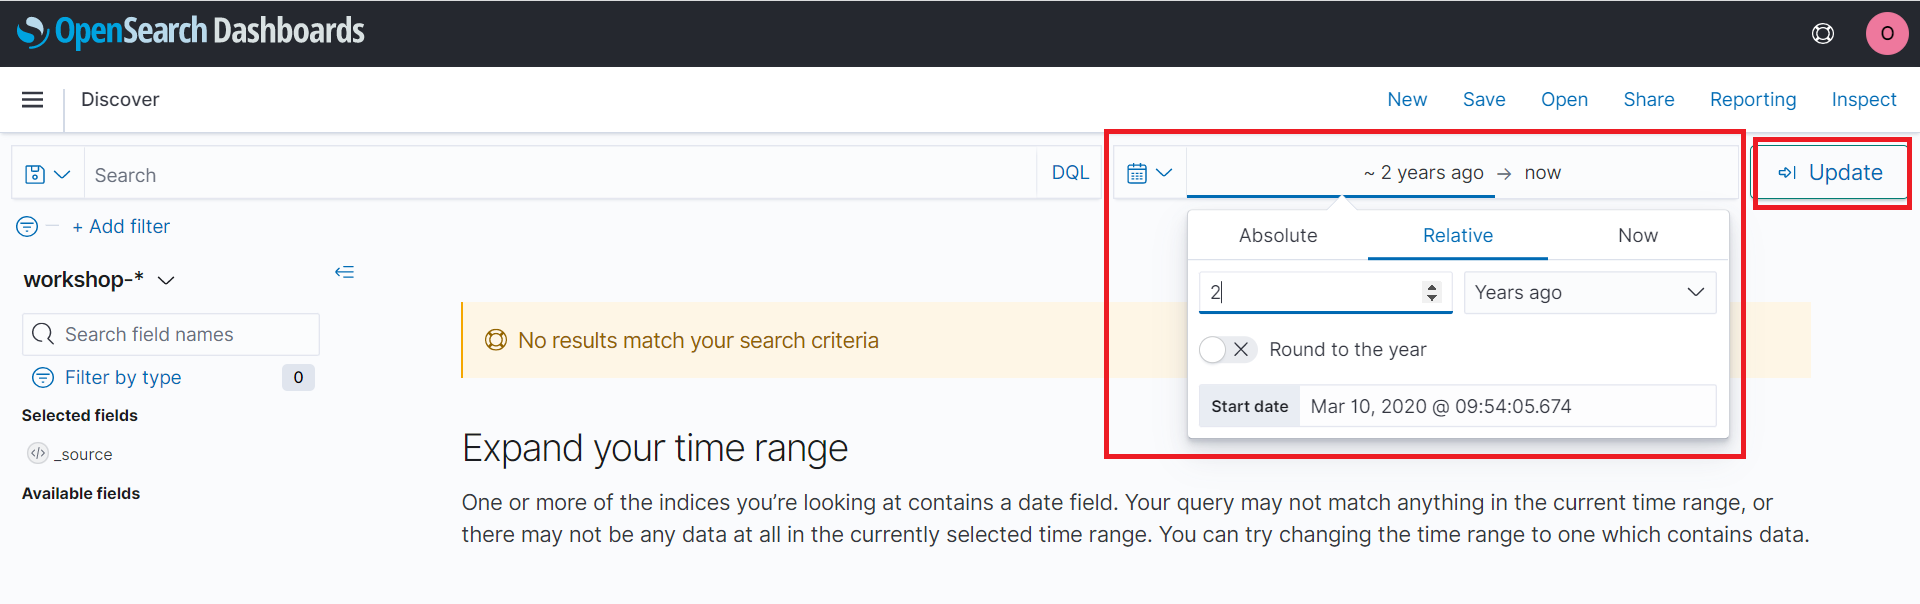 OpenSearch Dashboards
O
Discover
New Save Open Share Reporting Inspect
Search
DQL
~ 2 years ago → now
Update
+ Add filter
Absolute Relative Now
workshop-*
2
Years ago
Search field names
No results match your search criteria
Round to the year
Filter by type
0
Start date
Mar 10, 2020 @ 09:54:05.674
Selected fields
_source
Available fields
Expand your time range
One or more of the indices you’re looking at contains a date field. Your query may not match anything in the current time range, or
there may not be any data at all in the currently selected time range. You can try changing the time range to one which contains data.